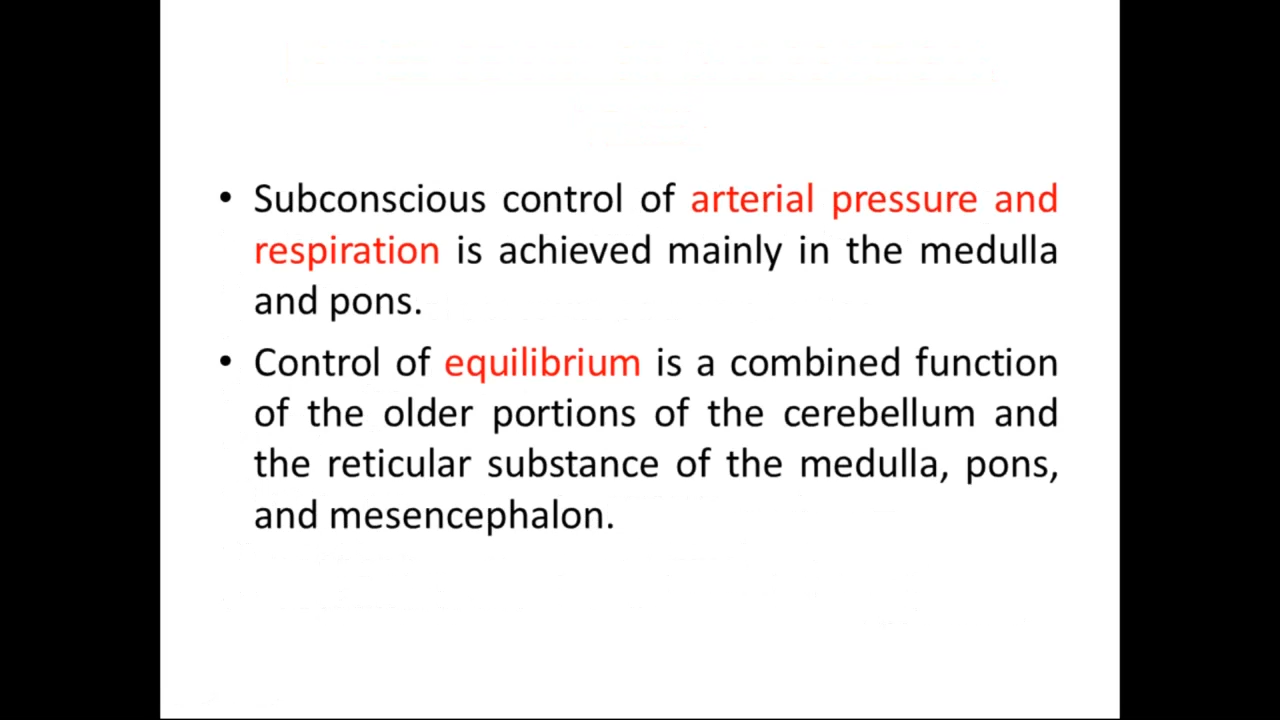 • Subconscious control of arterial pressure and
respiration is achieved mainly in the medulla
and pons.
• Control of equilibrium is a combined function
of the older portions of the cerebellum and
the reticular substance of the medulla, pons,
and mesencephalon.